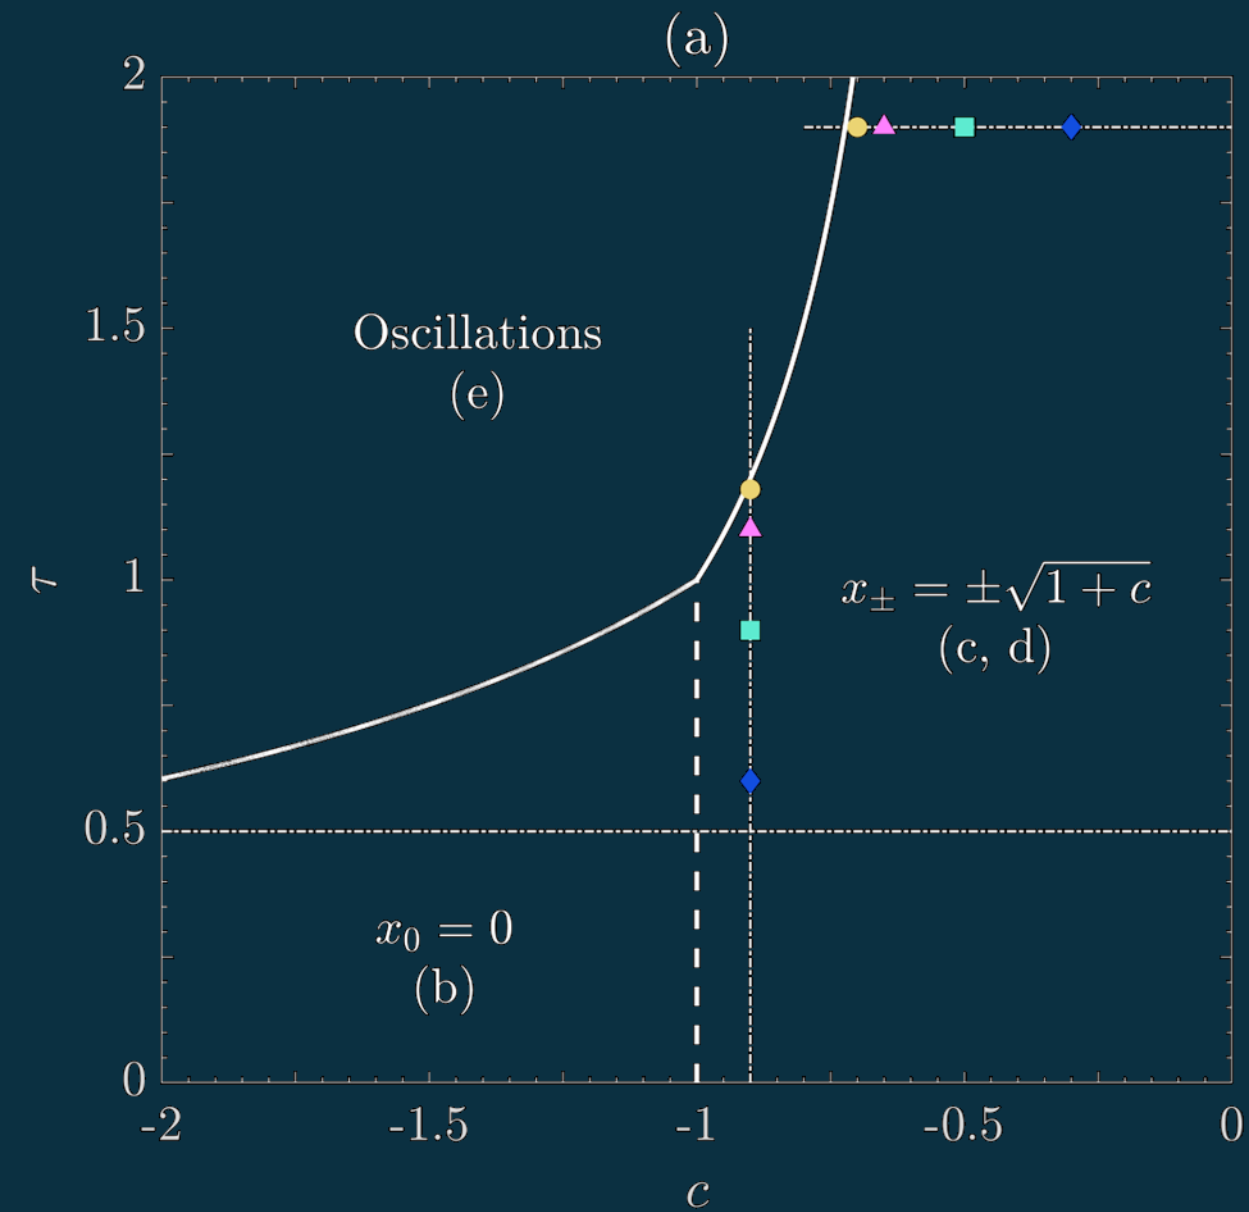 (a)
2
1.5
1
0.5
0
τ
Oscillations
(e)
x₀ = 0
(b)
x± = ±√(1 + c)
(c, d)
-2 -1.5 -1 -0.5 0
c